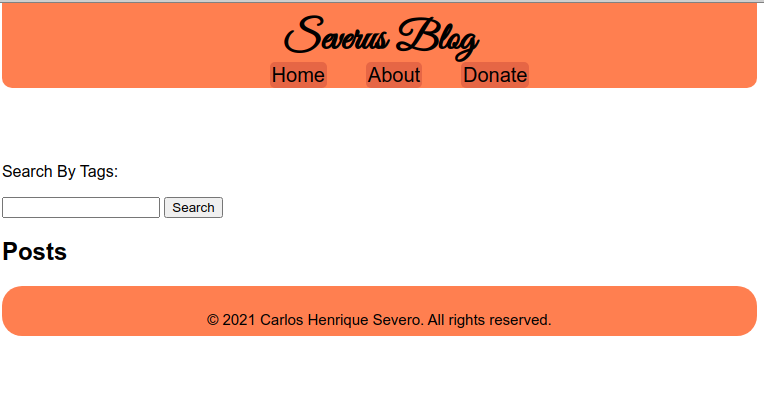 Severus Blog
Home About Donate
Search By Tags:
Search
Posts
© 2021 Carlos Henrique Severo. All rights reserved.